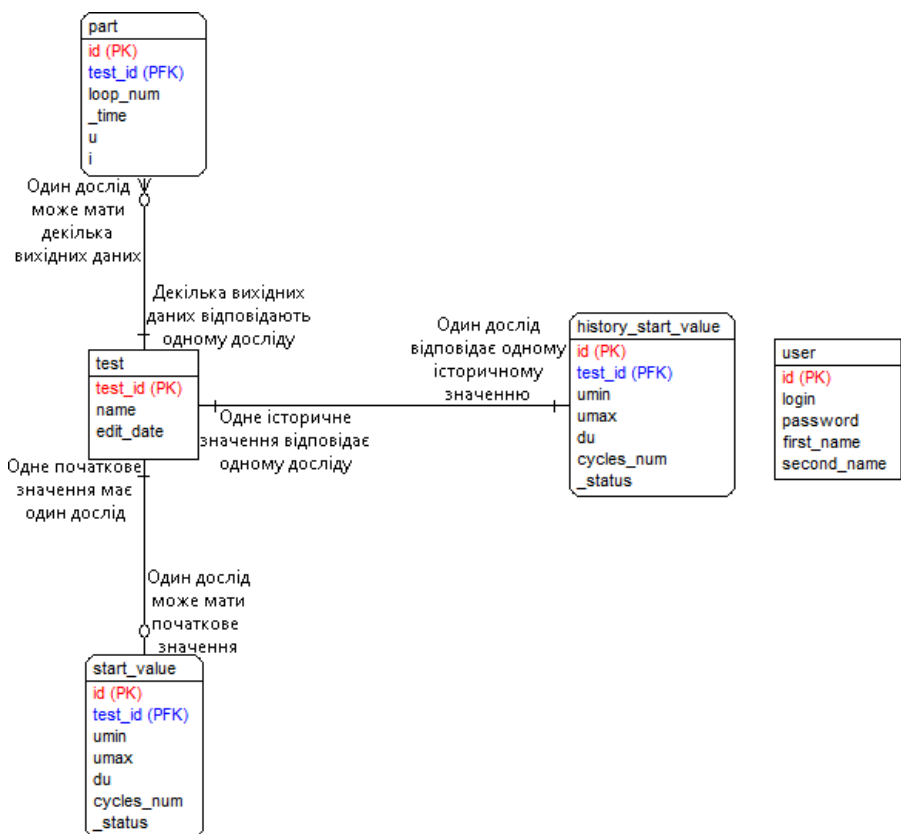 part
id (PK)
test_id (PFK)
loop_num
_time
u
i
Один дослід
може мати
декілька
вихідних даних
Декілька вихідних
даних відповідають
одному досліду
test
test_id (PK)
name
edit_date
Один дослід
відповідає одному
історичному
значенню
Одне історичне
значення відповідає
одному досліду
history_start_value
id (PK)
test_id (PFK)
umin
umax
du
cycles_num
_status
user
id (PK)
login
password
first_name
second_name
Одне початкове
значення має
один дослід
Один дослід
може мати
початкове
значення
start_value
id (PK)
test_id (PFK)
umin
umax
du
cycles_num
_status